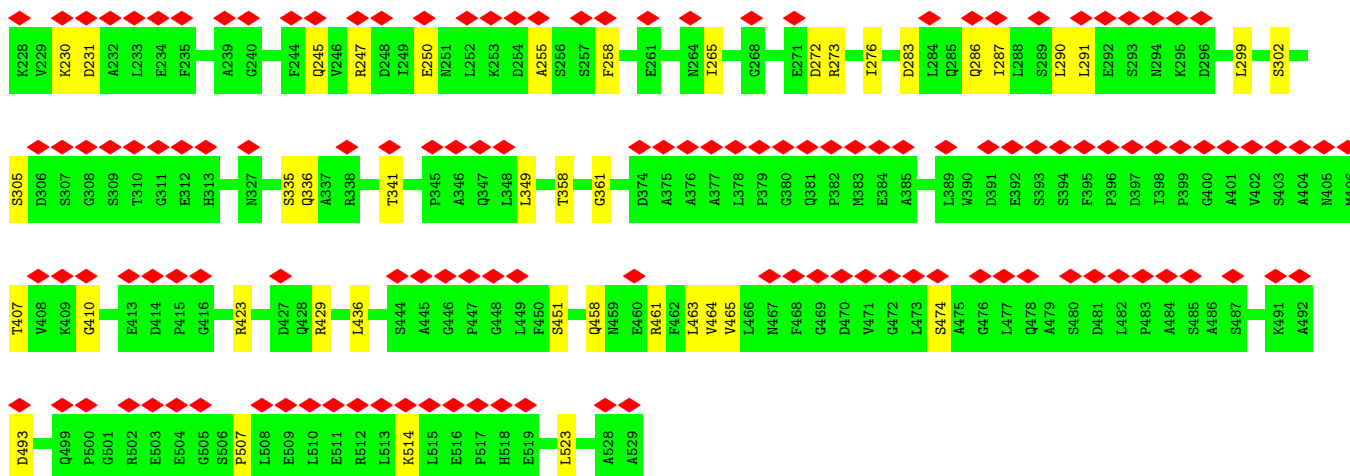 K228 V229 K230 D231 A232 L233 E234 F235 A239 G240 F244 Q245 V246 R247 D248 I249 E250 N251 L252 K253 D254 A255 S256 S257 F258 E261 N264 I265 G268 E271 D272 R273 I276 D283 L284 Q285 Q286 I287 L288 S289 L290 L291 E292 S293 N294 K295 D296 L299 S302
S305 D306 S307 G308 S309 T310 G311 E312 H313 N327 S335 Q336 A337 R338 T341 P345 A346 Q347 L348 L349 T358 G361 D374 A375 A376 A377 L378 P379 G380 Q381 P382 M383 E384 A385 L389 W390 D391 E392 S393 S394 F395 P396 D397 I398 P399 G400 A401 V402 S403 A404 N405 M406
T407 V408 K409 G410 E413 D414 P415 G416 R423 D427 Q428 R429 L436 S444 A445 G446 P447 G448 L449 F450 S451 Q458 N459 E460 R461 F462 L463 V464 V465 L466 N467 F468 G469 D470 V471 G472 L473 S474 A475 G476 L477 Q478 A479 S480 D481 L482 P483 A484 S485 A486 S487 K491 A492
D493 Q499 P500 G501 R502 E503 E504 G505 S506 P507 L508 E509 L510 E511 R512 L513 K514 L515 E516 P517 H518 E519 L523 A528 A529